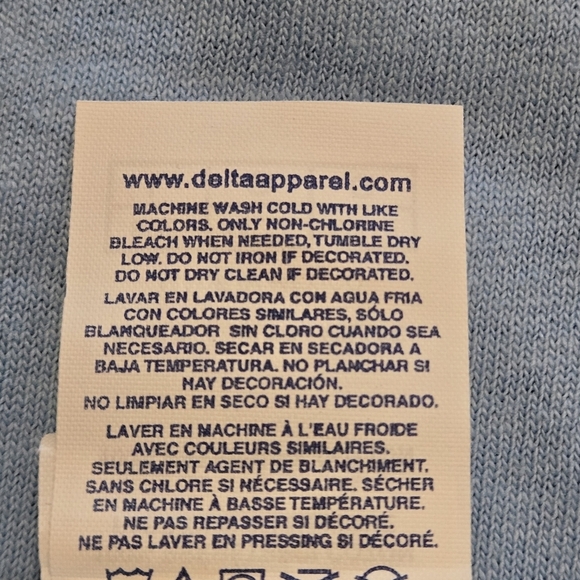 www.deltaapparel.com
MACHINE WASH COLD WITH LIKE
COLORS. ONLY NON-CHLORINE
BLEACH WHEN NEEDED, TUMBLE DRY
LOW. DO NOT IRON IF DECORATED.
DO NOT DRY CLEAN IF DECORATED.
LAVAR EN LAVADORA CON AGUA FRIA
CON COLORES SIMILARES, SÓLO
BLANQUEADOR SIN CLORO CUANDO SEA
NECESARIO. SECAR EN SECADORA A
BAJA TEMPERATURA. NO PLANCHAR SI
HAY DECORACIÓN.
NO LIMPIAR EN SECO SI HAY DECORADO.
LAVER EN MACHINE À L'EAU FROIDE
AVEC COULEURS SIMILAIRES.
SEULEMENT AGENT DE BLANCHIMENT.
SANS CHLORE SI NÉCESSAIRE. SÉCHER
EN MACHINE À BASSE TEMPÉRATURE.
NE PAS REPASSER SI DÉCORÉ.
NE PAS LAVER EN PRESSING SI DÉCORÉ.